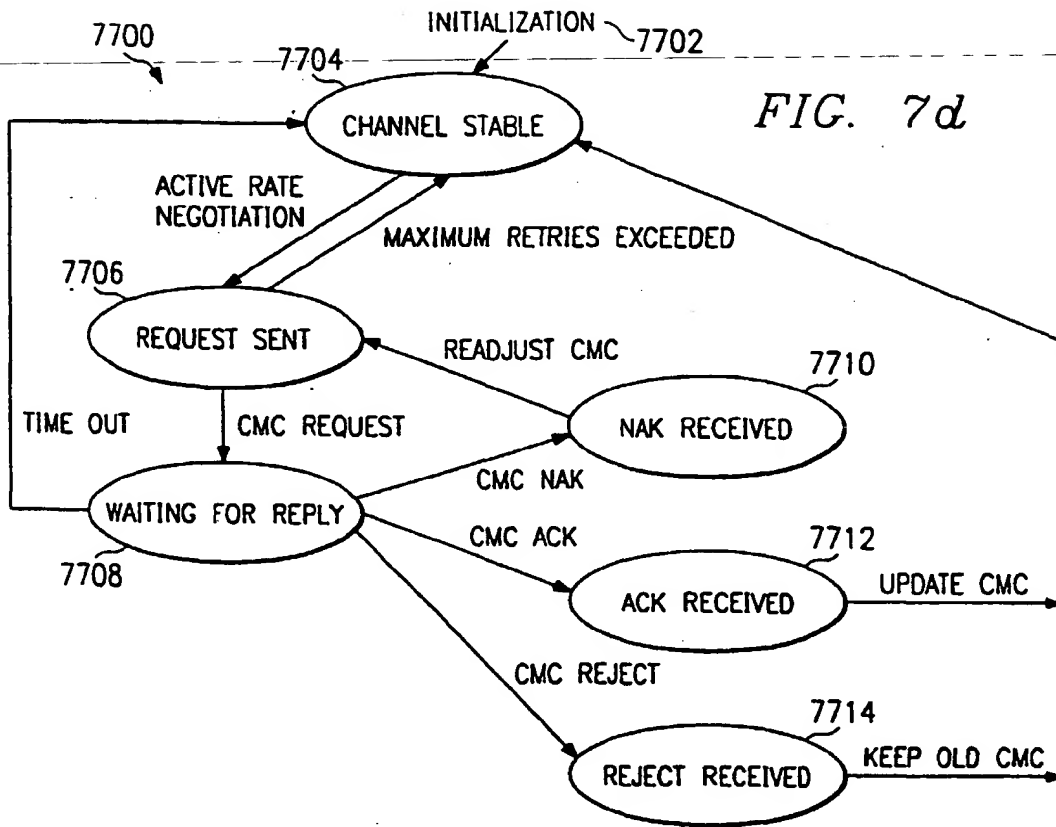 INITIALIZATION
7702
7700
7704
FIG. 7d
CHANNEL STABLE
ACTIVE RATE
NEGOTIATION
MAXIMUM RETRIES EXCEEDED
7706
REQUEST SENT
READJUST CMC
7710
NAK RECEIVED
TIME OUT
CMC REQUEST
CMC NAK
WAITING FOR REPLY
7708
CMC ACK
7712
ACK RECEIVED
UPDATE CMC
CMC REJECT
7714
REJECT RECEIVED
KEEP OLD CMC